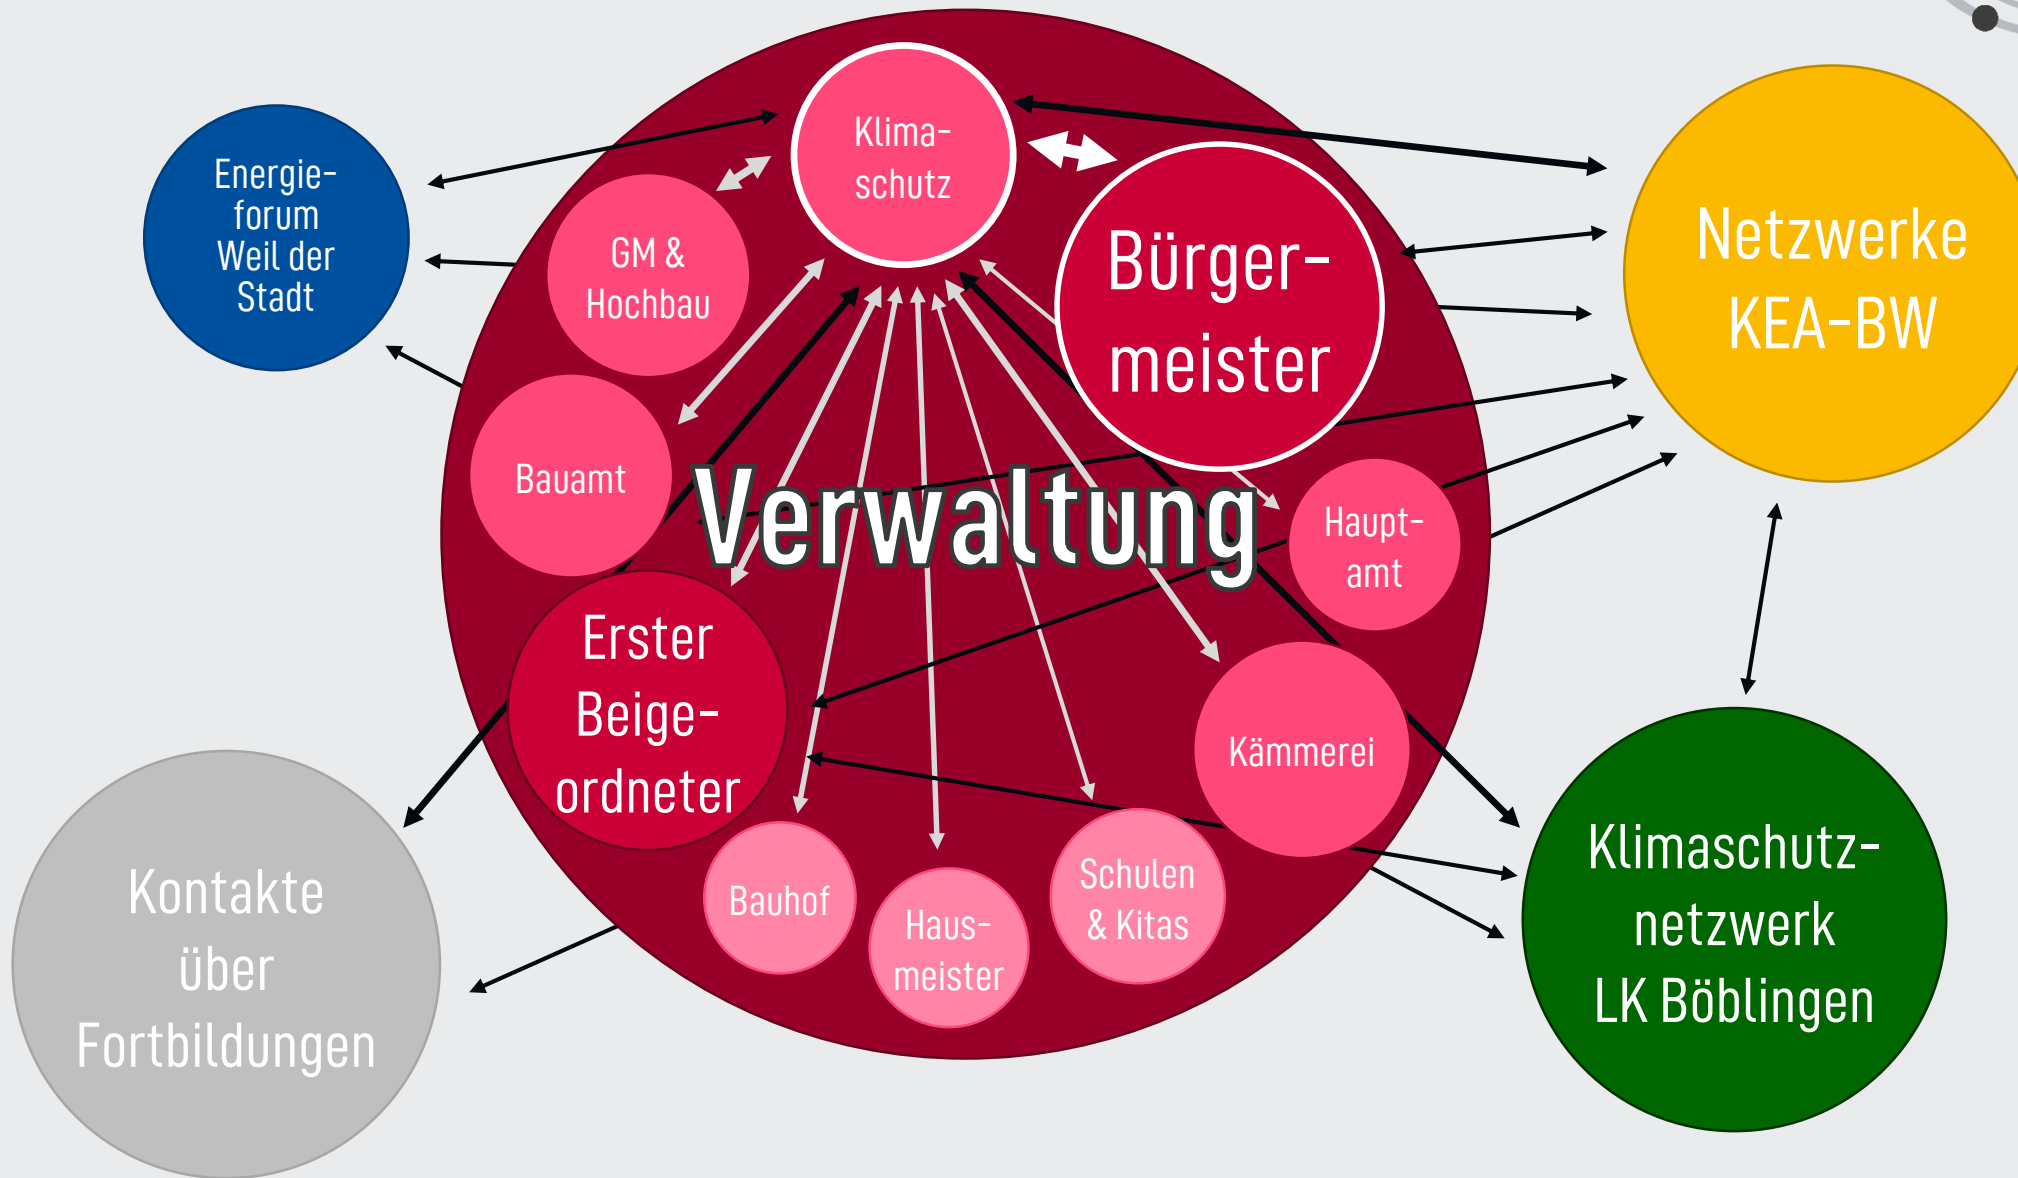 Klima-
schutz
Energie-
forum
Weil der
Stadt
GM &
Hochbau
Bürger-
meister
Netzwerke
KEA-BW
Bauamt
Verwaltung
Haupt-
amt
Erster
Beige-
ordneter
Kämmerei
Bauhof
Haus-
meister
Schulen
& Kitas
Kontakte
über
Fortbildungen
Klimaschutz-
netzwerk
LK Böblingen